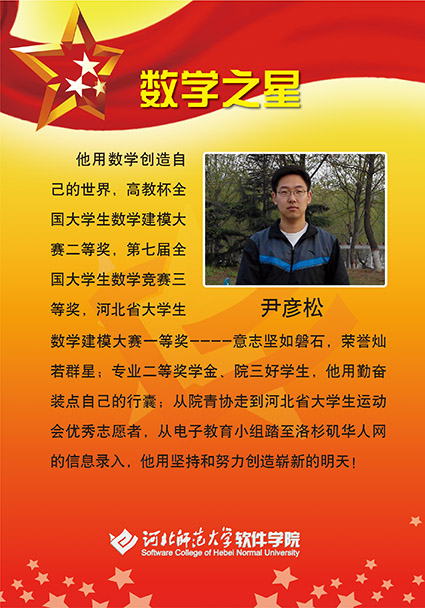 数学之星
他用数学创造自
己的世界，高教杯全
国大学生数学建模大
赛二等奖，第七届全
国大学生数学竞赛三
等奖，河北省大学生
尹彦松
数学建模大赛一等奖----意志坚如磐石，荣誉灿
若群星；专业二等奖学金、院三好学生，他用勤奋
装点自己的行囊；从院青协走到河北省大学生运动
会优秀志愿者，从电子教育小组踏至洛杉矶华人网
的信息录入，他用坚持和努力创造崭新的明天！
河北师范大学软件学院
Software College of Hebei Normal University